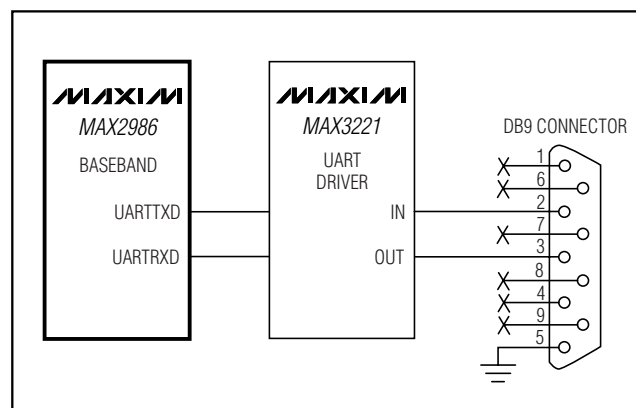 MAXIM
MAX2986
BASEBAND
UARTTXD
UARTRXD
MAXIM
MAX3221
UART
DRIVER
IN
OUT
DB9 CONNECTOR
1
6
2
7
3
8
4
9
5